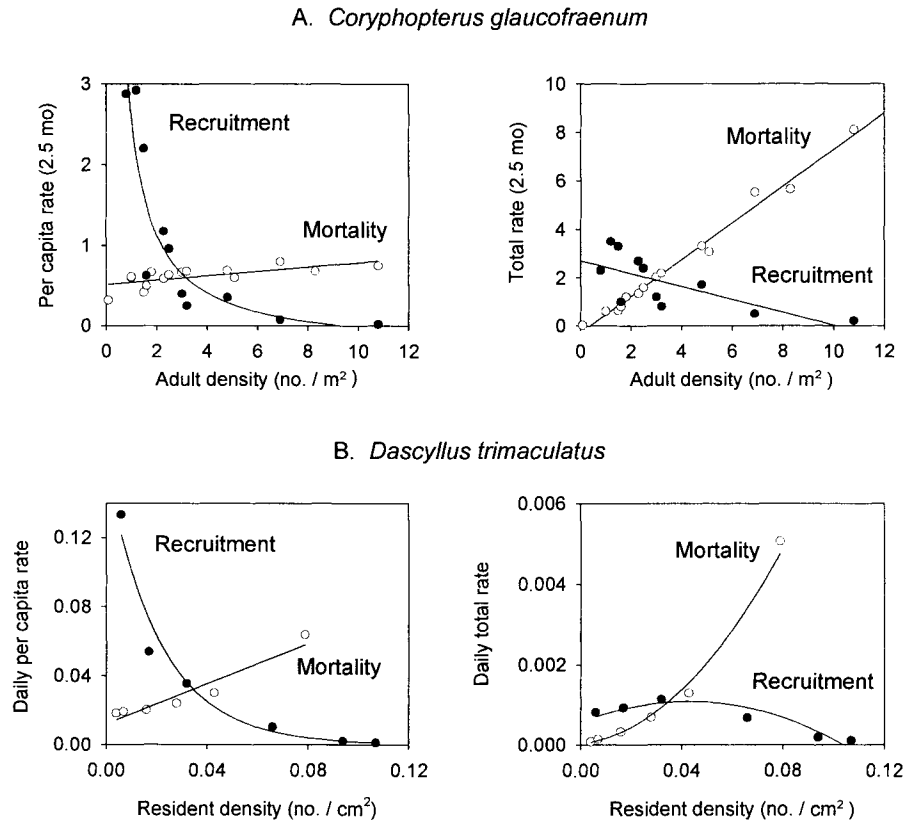 A. Coryphopterus glaucofraenum
Per capita rate (2.5 mo)
3
2
1
0
Recruitment
Mortality
0 2 4 6 8 10 12
Adult density (no. / m²)
Total rate (2.5 mo)
10
8
6
4
2
0
Mortality
Recruitment
0 2 4 6 8 10 12
Adult density (no. / m²)
B. Dascyllus trimaculatus
Daily per capita rate
0.12
0.08
0.04
0.00
Recruitment
Mortality
0.00 0.04 0.08 0.12
Resident density (no. / cm²)
Daily total rate
0.006
0.004
0.002
0.000
Mortality
Recruitment
0.00 0.04 0.08 0.12
Resident density (no. / cm²)